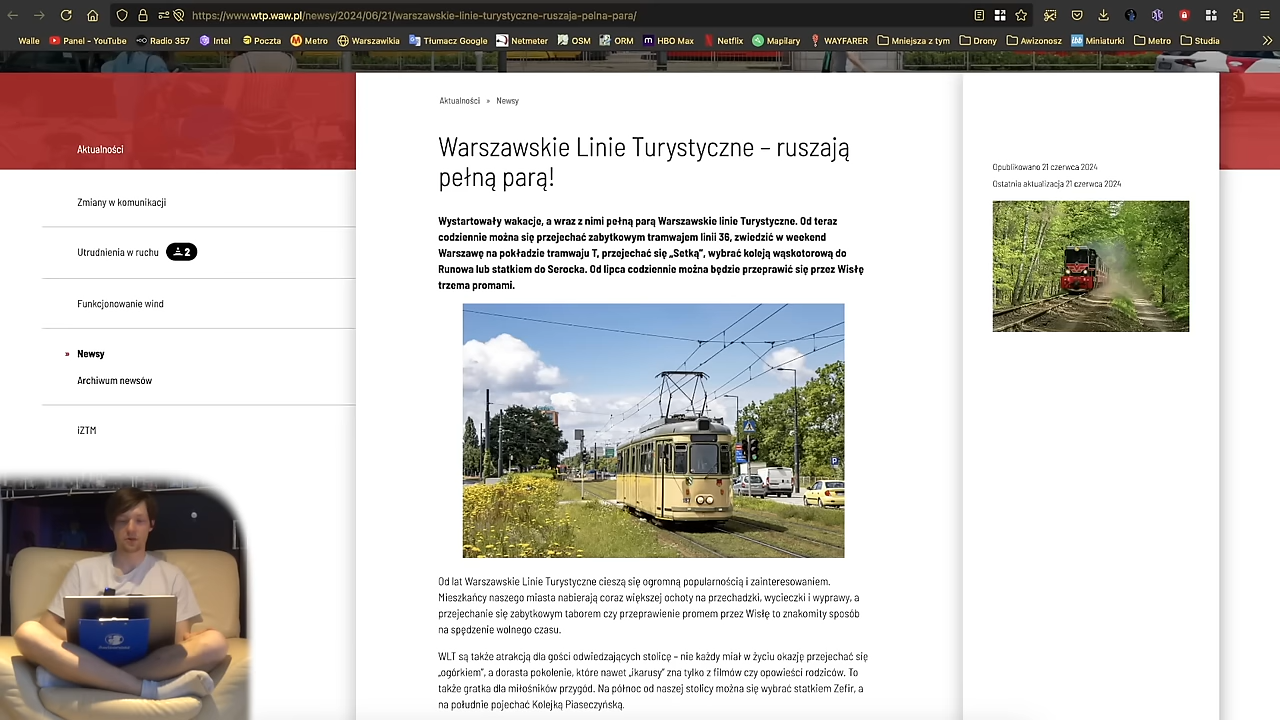 https://www.wtp.waw.pl/newsy/2024/06/21/warszawskie-linie-turystyczne-ruszaja-pelna-para/
Walle Panel - YouTube Radio 357 Intel Poczta Metro Warszawikia Tłumacz Google Netmeter OSM ORM HBO Max Netflix Mapilary WAYFARER Mniejsza z tym Drony Awizonosz Miniaturki Metro Studia
Aktualności » Newsy
Aktualności
Warszawskie Linie Turystyczne – ruszają
pełną parą!
Opublikowano 21 czerwca 2024
Ostatnia aktualizacja 21 czerwca 2024
Zmiany w komunikacji
Utrudnienia w ruchu 2
Funkcjonowanie wind
» Newsy
Archiwum newsów
iZTM
Wystartowały wakacje, a wraz z nimi pełną parą Warszawskie linie Turystyczne. Od teraz
codziennie można się przejechać zabytkowym tramwajem linii 36, zwiedzić w weekend
Warszawę na pokładzie tramwaju T, przejechać się „Setką”, wybrać koleją wąskotorową do
Runowa lub statkiem do Serocka. Od lipca codziennie można będzie przeprawić się przez Wisłę
trzema promami.
Od lat Warszawskie Linie Turystyczne cieszą się ogromną popularnością i zainteresowaniem.
Mieszkańcy naszego miasta nabierają coraz większej ochoty na przechadzki, wycieczki i wyprawy, a
przejechanie się zabytkowym taborem czy przeprawienie promem przez Wisłę to znakomity sposób
na spędzenie wolnego czasu.
WLT są także atrakcją dla gości odwiedzających stolicę – nie każdy miał w życiu okazję przejechać się
„ogórkiem”, a dorasta pokolenie, które nawet „ikarusy” zna tylko z filmów czy opowieści rodziców. To
także gratka dla miłośników przygód. Na północ od naszej stolicy można się wybrać statkiem Zefir, a
na południe pojechać Kolejką Piaseczyńską.